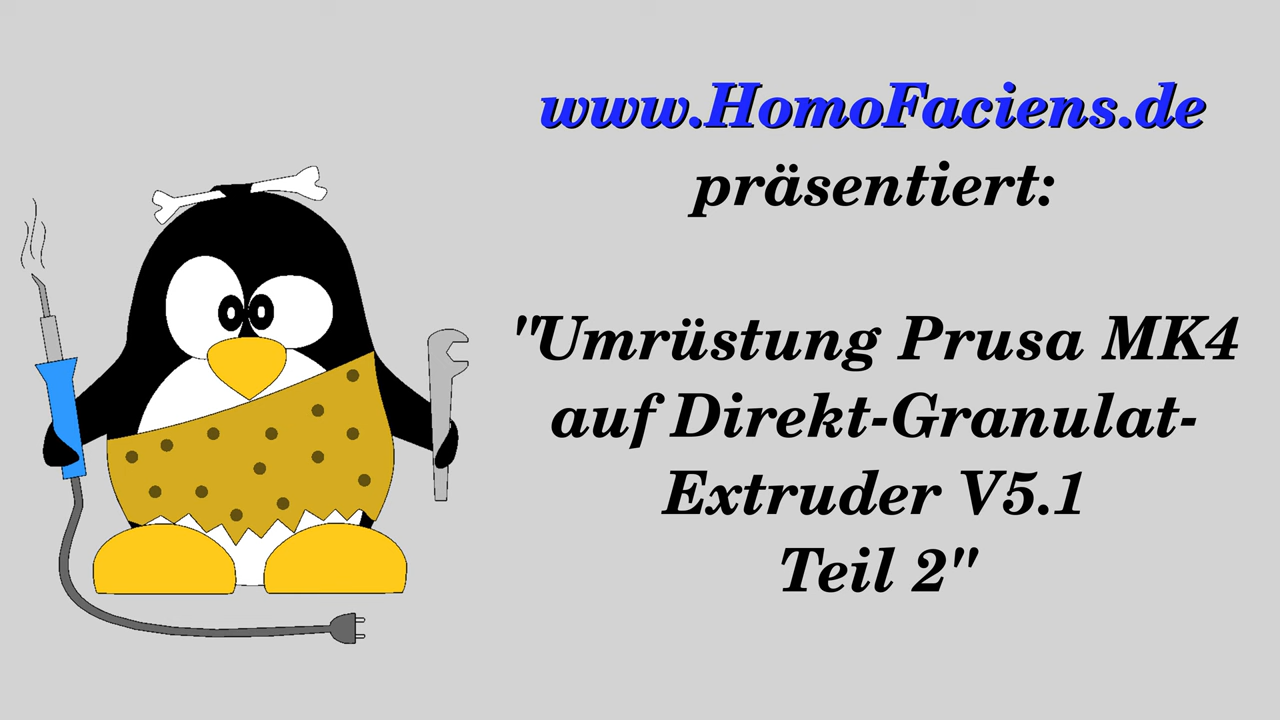 www.HomoFaciens.de
präsentiert:
"Umrüstung Prusa MK4
auf Direkt-Granulat-
Extruder V5.1
Teil 2"